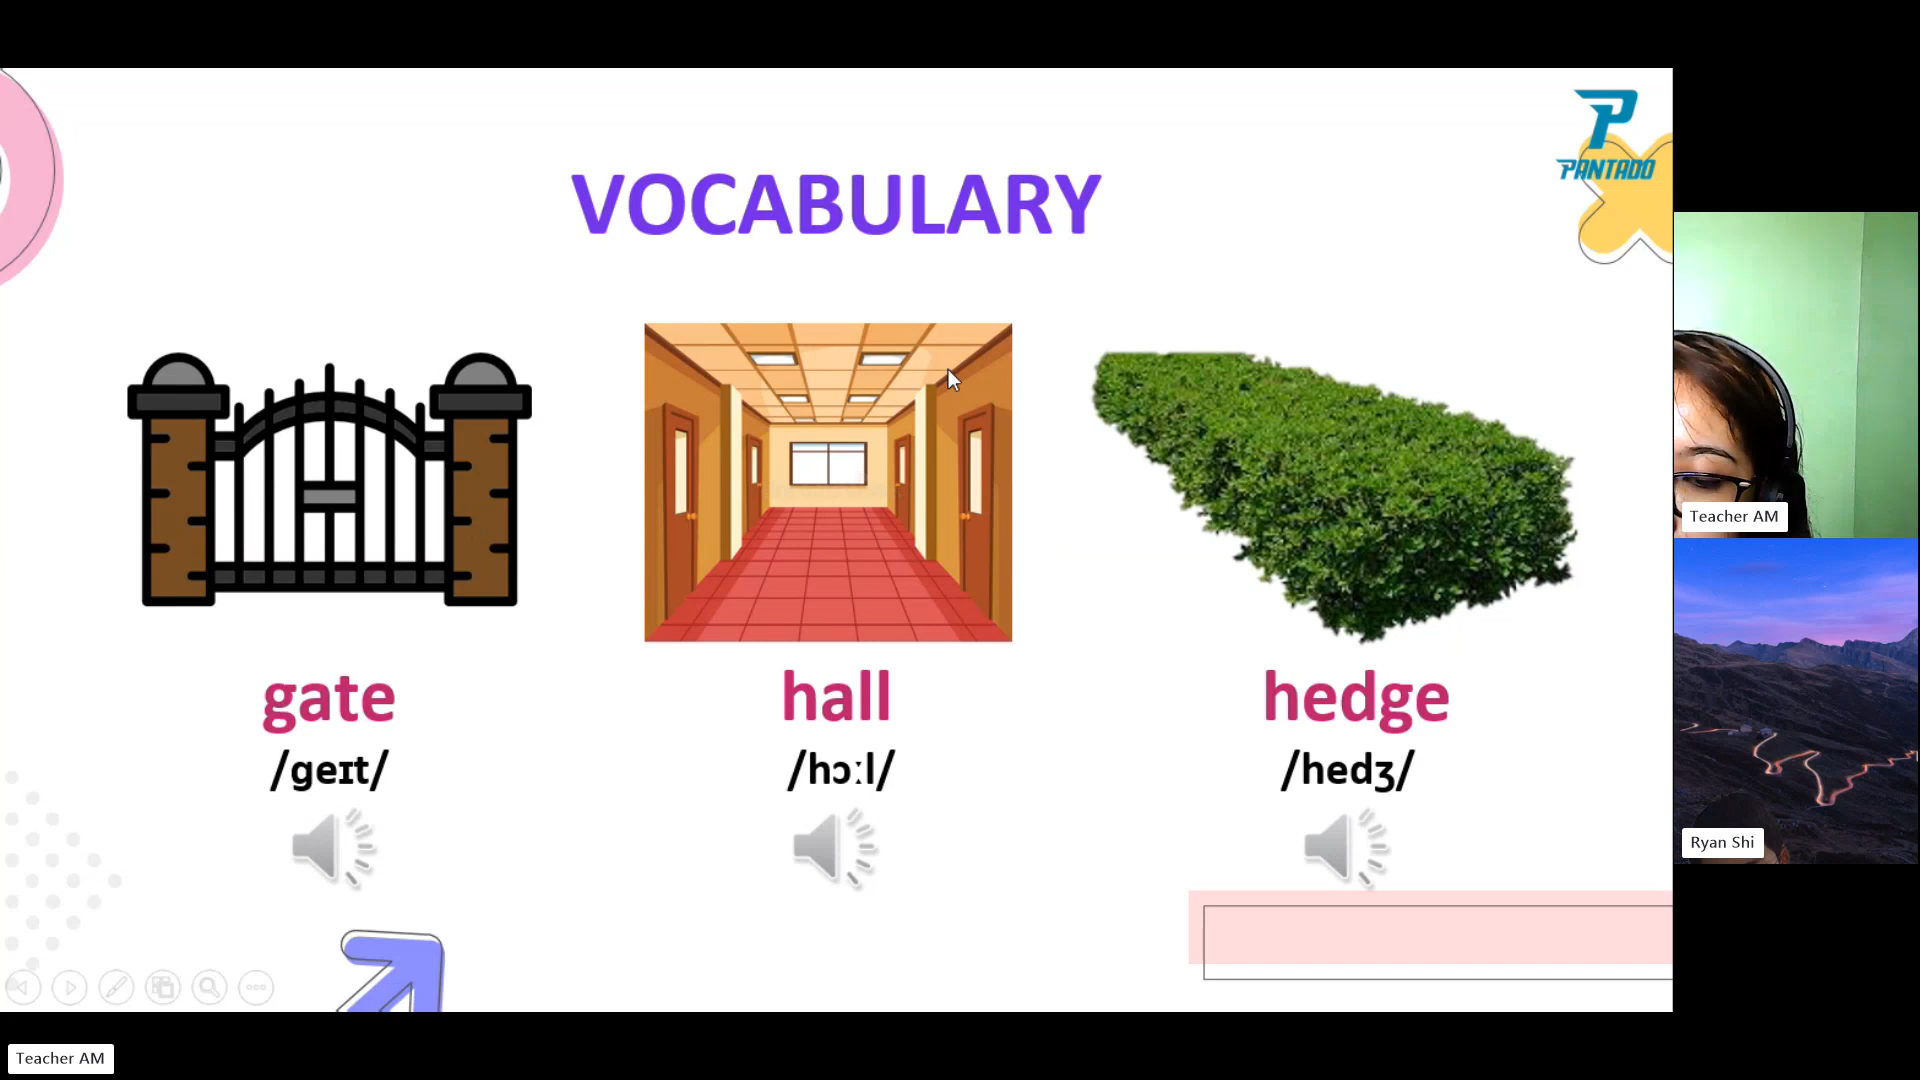 PANTADO
VOCABULARY
gate
hall
hedge
/geɪt/
/hɔːl/
/hedʒ/
Teacher AM
Ryan Shi
Teacher AM